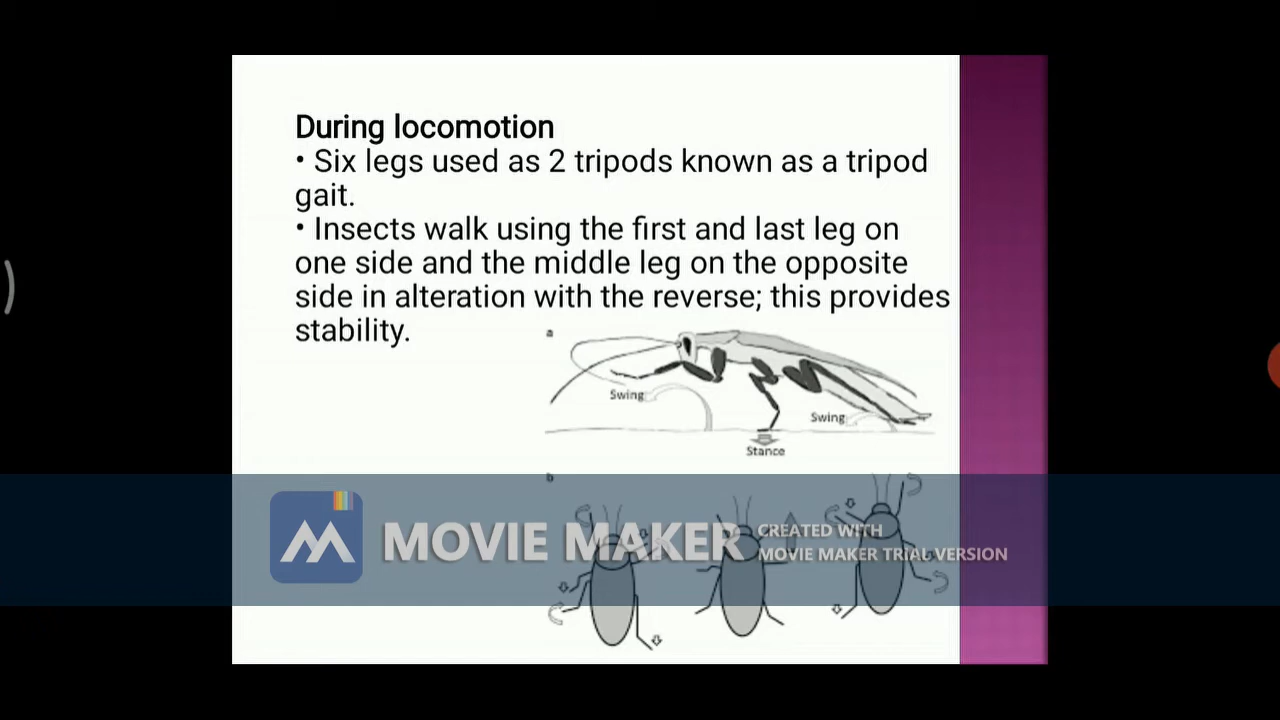 During locomotion
• Six legs used as 2 tripods known as a tripod
gait.
• Insects walk using the first and last leg on
one side and the middle leg on the opposite
side in alteration with the reverse; this provides
stability.
a
Swing
Swing
Stance
b
MOVIE MAKER
CREATED WITH
MOVIE MAKER TRIAL VERSION